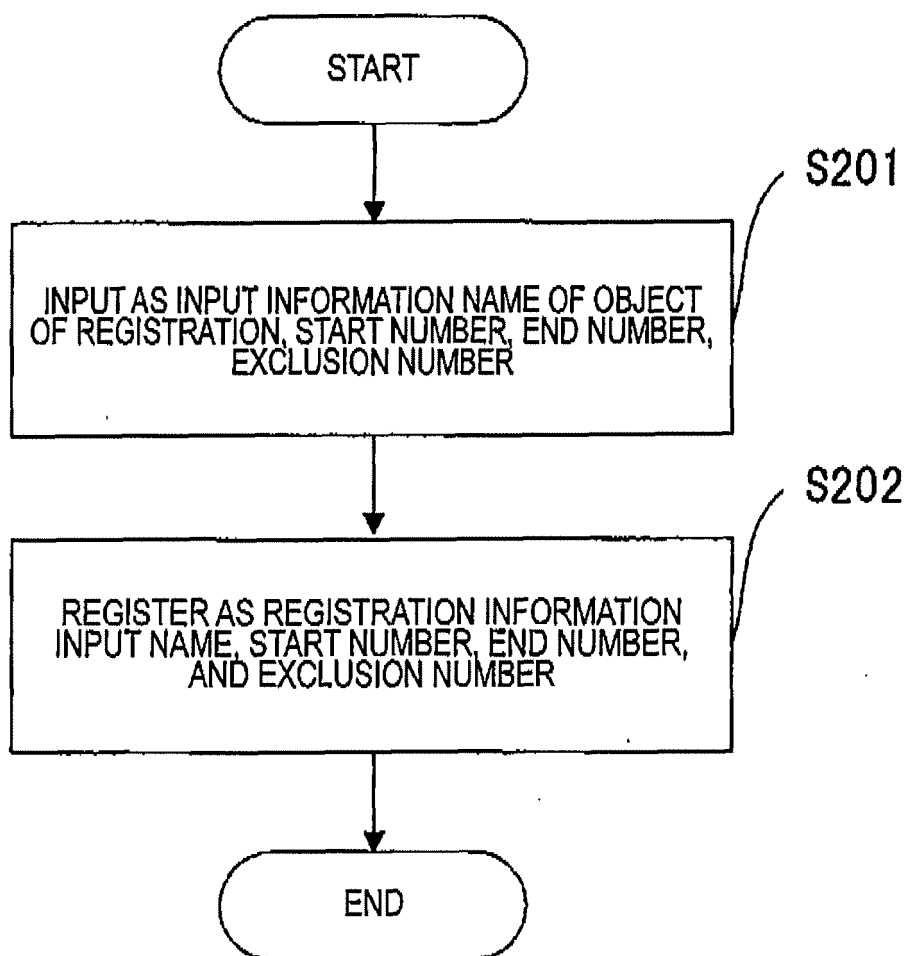 START
S201
INPUT AS INPUT INFORMATION NAME OF OBJECT
OF REGISTRATION, START NUMBER, END NUMBER,
EXCLUSION NUMBER
S202
REGISTER AS REGISTRATION INFORMATION
INPUT NAME, START NUMBER, END NUMBER,
AND EXCLUSION NUMBER
END